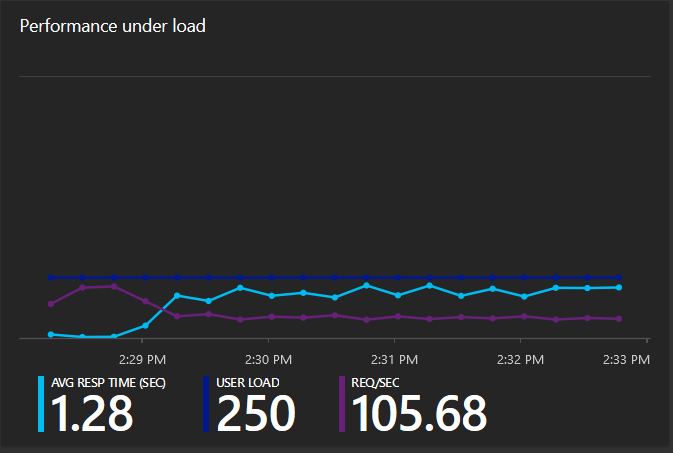 Performance under load
2:29 PM 2:30 PM 2:31 PM 2:32 PM 2:33 PM
AVG RESP TIME (SEC) USER LOAD REQ/SEC
1.28 250 105.68